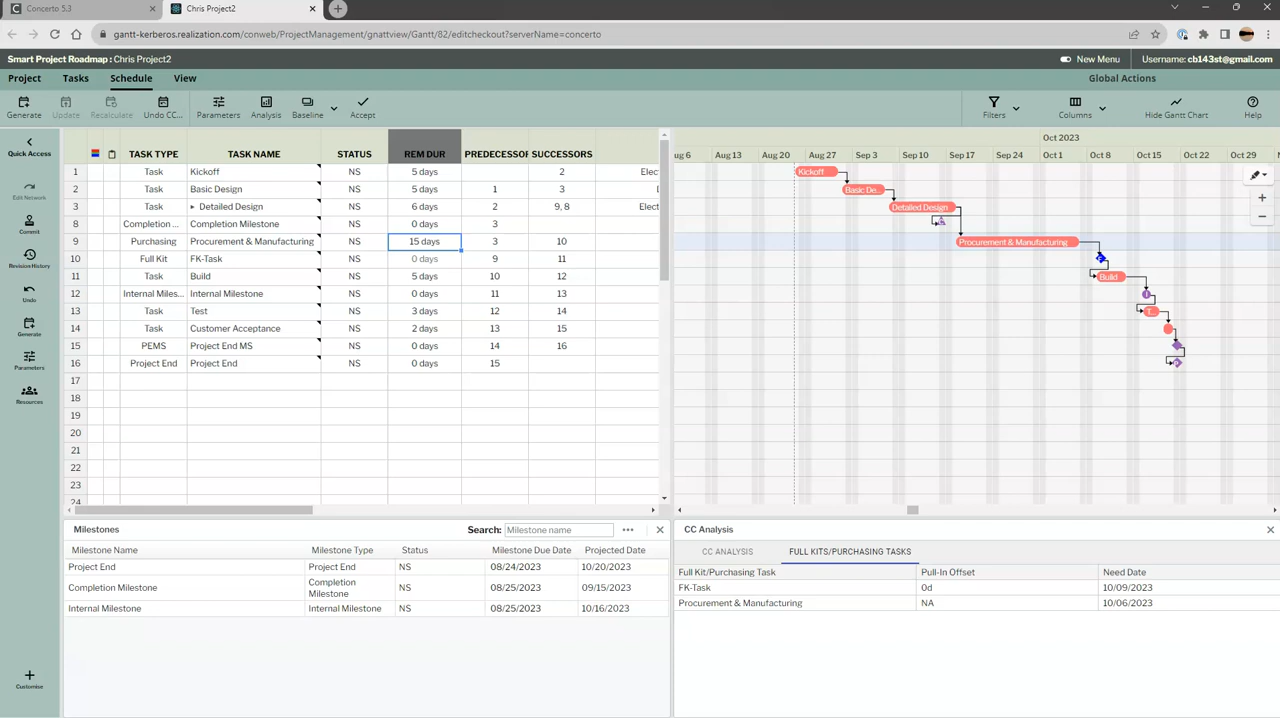 Concerto 5.3
Chris Project2
gantt-kerberos.realization.com/conweb/ProjectManagement/gnattview/Gantt/82/editcheckout?serverName=concerto
Smart Project Roadmap: Chris Project2
New Menu
Username: cb143st@gmail.com
Project Tasks Schedule View
Global Actions
Generate Update Recalculate Undo CC... Parameters Analysis Baseline Accept Filters Columns Hide Gantt Chart Help
Quick Access
Edit Network
Commit
Revision History
Undo
Generate
Parameters
Resources
Customise
TASK TYPE TASK NAME STATUS REM DUR PREDECESSOR SUCCESSORS
1 Task Kickoff NS 5 days 2 Elect
2 Task Basic Design NS 5 days 1 3
3 Task Detailed Design NS 6 days 2 9, 8 Elect
8 Completion ... Completion Milestone NS 0 days 3
9 Purchasing Procurement & Manufacturing NS 15 days 3 10
10 Full Kit FK-Task NS 0 days 9 11
11 Task Build NS 5 days 10 12
12 Internal Miles... Internal Milestone NS 0 days 11 13
13 Task Test NS 3 days 12 14
14 Task Customer Acceptance NS 2 days 13 15
15 PEMS Project End MS NS 0 days 14 16
16 Project End Project End NS 0 days 15
17
18
19
20
21
22
23
24
Oct 2023
ug 6 Aug 13 Aug 20 Aug 27 Sep 3 Sep 10 Sep 17 Sep 24 Oct 1 Oct 8 Oct 15 Oct 22 Oct 29
Kickoff
Basic De...
Detailed Design
Procurement & Manufacturing
Build
Milestones Search: Milestone name
Milestone Name Milestone Type Status Milestone Due Date Projected Date
Project End Project End NS 08/24/2023 10/20/2023
Completion Milestone Completion Milestone NS 08/25/2023 09/15/2023
Internal Milestone Internal Milestone NS 08/25/2023 10/16/2023
CC Analysis
CC ANALYSIS FULL KITS/PURCHASING TASKS
Full Kit/Purchasing Task Pull-In Offset Need Date
FK-Task 0d 10/09/2023
Procurement & Manufacturing NA 10/06/2023